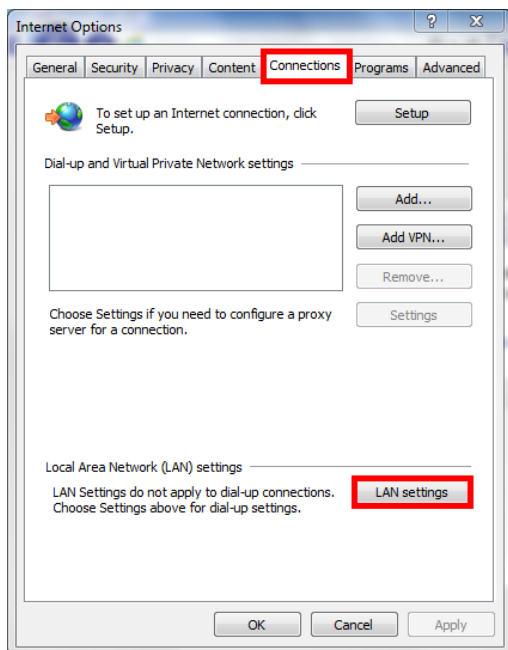 Internet Options
General Security Privacy Content Connections Programs Advanced
To set up an Internet connection, click
Setup.
Setup
Dial-up and Virtual Private Network settings
Add...
Add VPN...
Remove...
Choose Settings if you need to configure a proxy
server for a connection.
Settings
Local Area Network (LAN) settings
LAN Settings do not apply to dial-up connections.
Choose Settings above for dial-up settings.
LAN settings
OK Cancel Apply